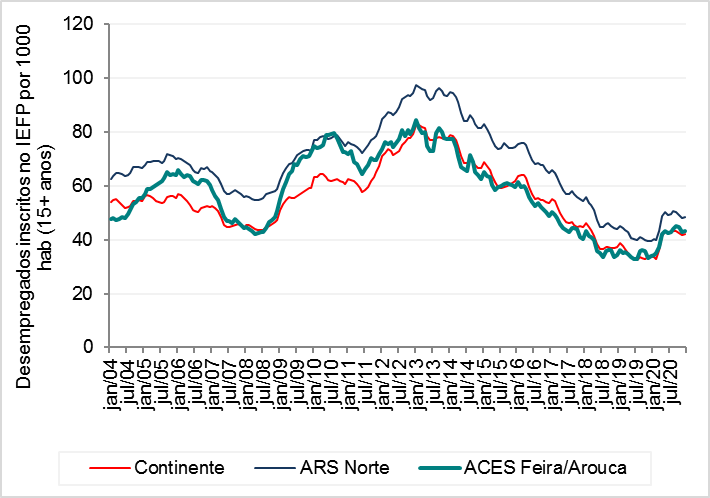 Desempregados inscritos no IEFP por 1000
hab (15+ anos)
120
100
80
60
40
20
0
jan/04
jul/04
jan/05
jul/05
jan/06
jul/06
jan/07
jul/07
jan/08
jul/08
jan/09
jul/09
jan/10
jul/10
jan/11
jul/11
jan/12
jul/12
jan/13
jul/13
jan/14
jul/14
jan/15
jul/15
jan/16
jul/16
jan/17
jul/17
jan/18
jul/18
jan/19
jul/19
jan/20
jul/20
Continente
ARS Norte
ACES Feira/Arouca